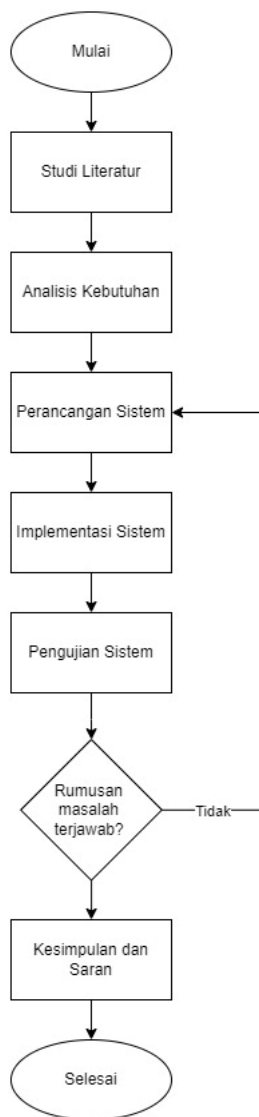 Mulai
Studi Literatur
Analisis Kebutuhan
Perancangan Sistem
Implementasi Sistem
Pengujian Sistem
Rumusan
masalah
terjawab?
Tidak
Kesimpulan dan
Saran
Selesai